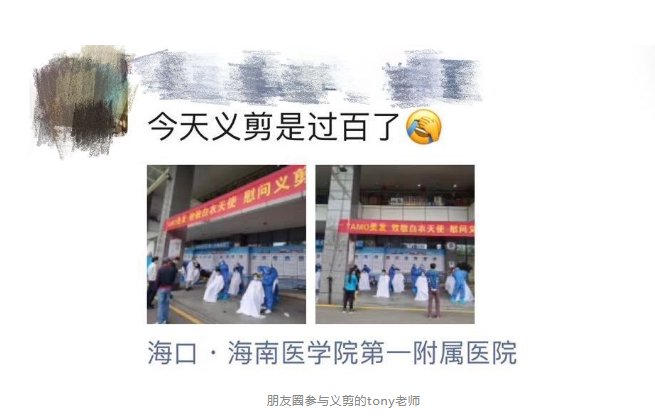 今天义剪是过百了🤣
AMO美发 致敬白衣天使 慰问义剪
AMO美发 致敬白衣天使 慰问义
海口 · 海南医学院第一附属医院
朋友圈参与义剪的tony老师